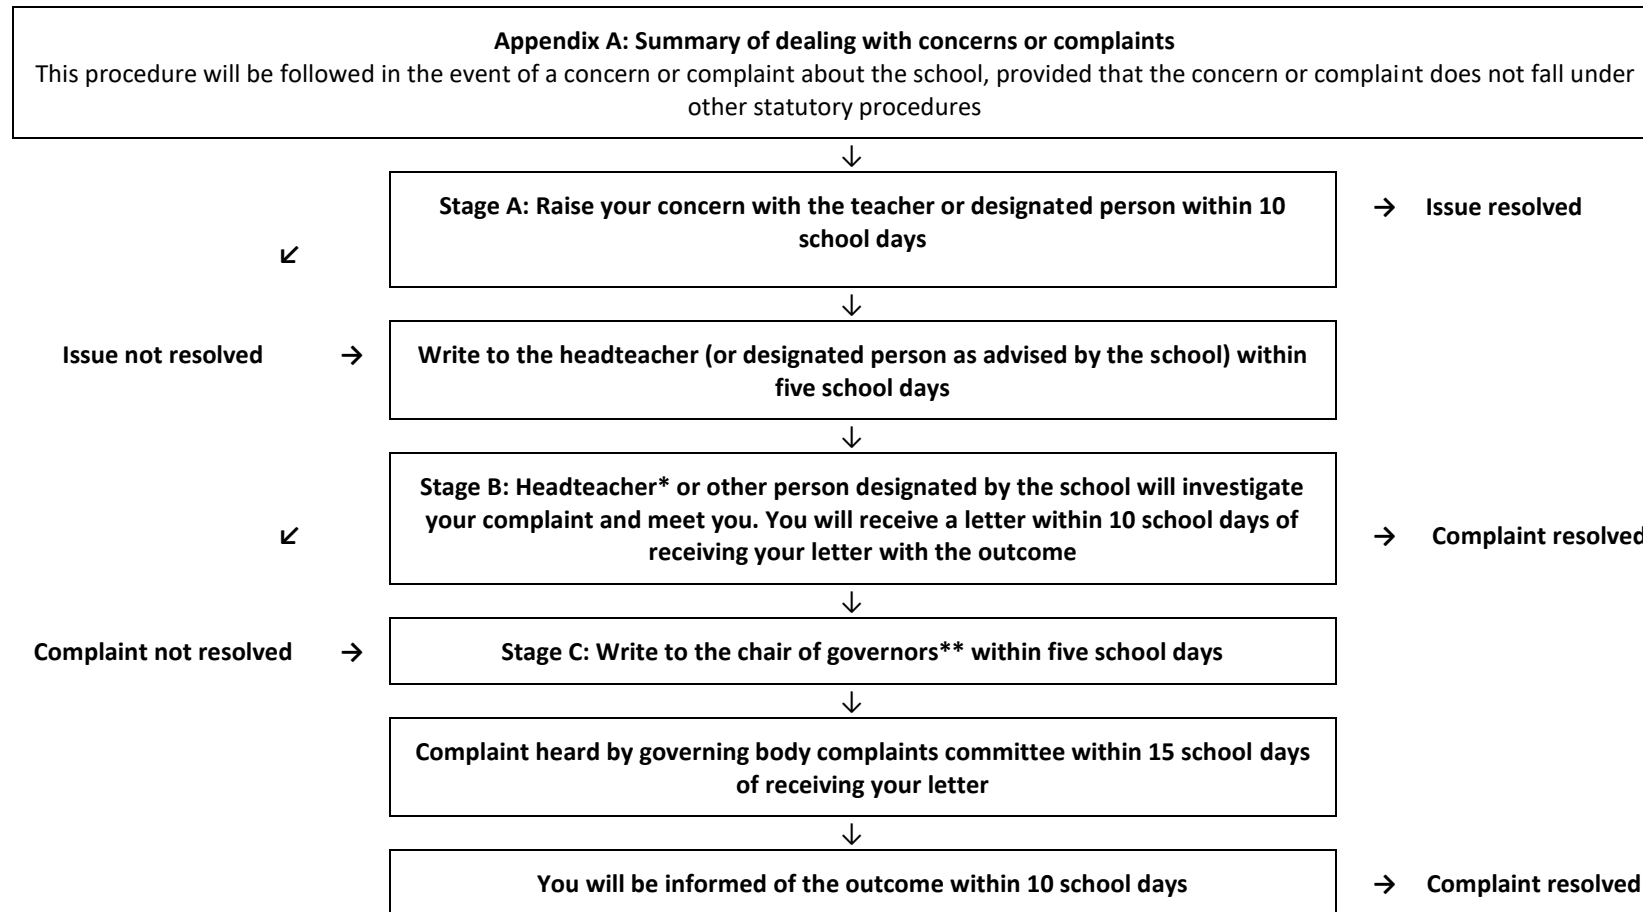 Appendix A: Summary of dealing with concerns or complaints
This procedure will be followed in the event of a concern or complaint about the school, provided that the concern or complaint does not fall under
other statutory procedures
↓
Stage A: Raise your concern with the teacher or designated person within 10
school days
→ Issue resolved
↙
↓
Issue not resolved →
Write to the headteacher (or designated person as advised by the school) within
five school days
↓
Stage B: Headteacher* or other person designated by the school will investigate
your complaint and meet you. You will receive a letter within 10 school days of
receiving your letter with the outcome
→ Complaint resolved
↙
↓
Complaint not resolved →
Stage C: Write to the chair of governors** within five school days
↓
Complaint heard by governing body complaints committee within 15 school days
of receiving your letter
↓
You will be informed of the outcome within 10 school days
→ Complaint resolved